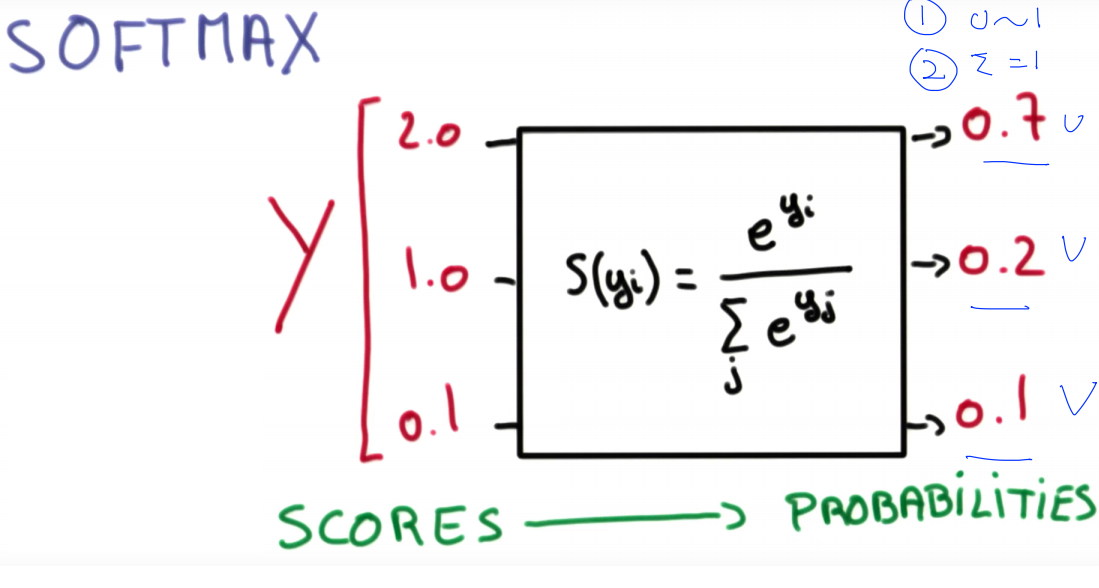 SOFTMAX
① 0~1
② Σ =1
Y
2.0
1.0
0.1
S(yi) = e^yi / Σj e^yj
→ 0.7
→ 0.2
→ 0.1
SCORES → PROBABILITIES